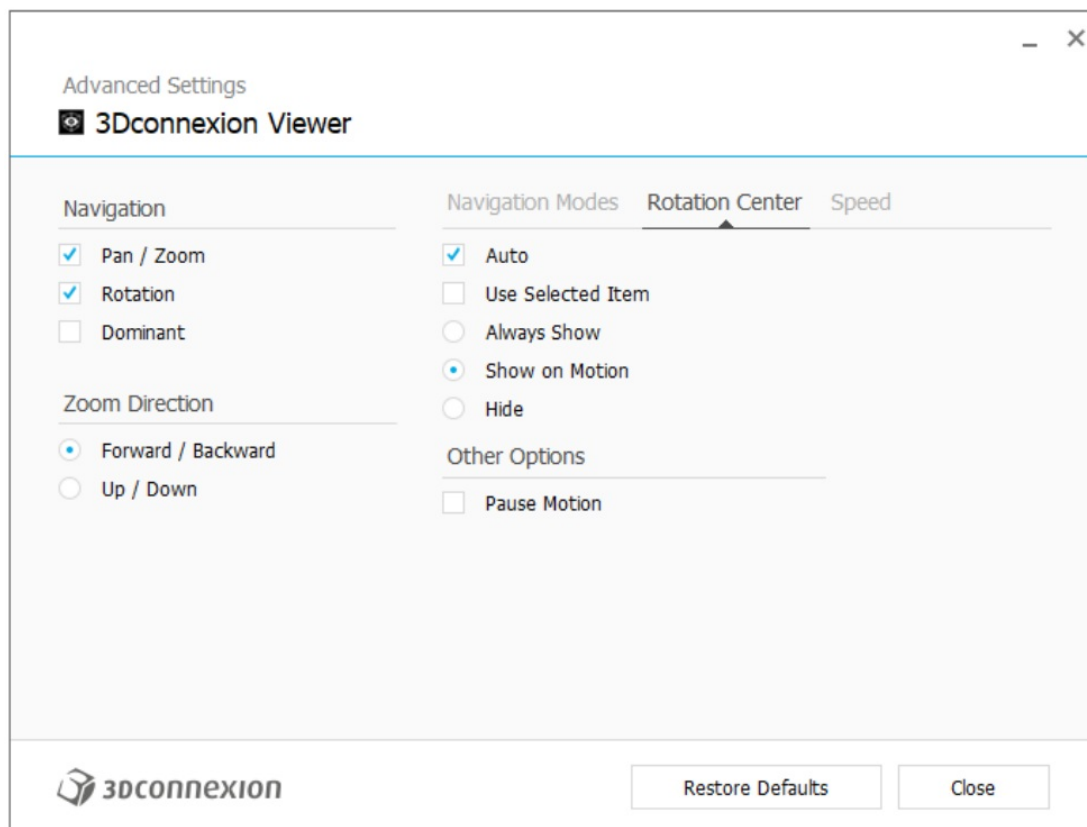 Advanced Settings
3Dconnexion Viewer
Navigation
Pan / Zoom
Rotation
Dominant
Zoom Direction
Forward / Backward
Up / Down
Navigation Modes Rotation Center Speed
Auto
Use Selected Item
Always Show
Show on Motion
Hide
Other Options
Pause Motion
3Dconnexion
Restore Defaults
Close